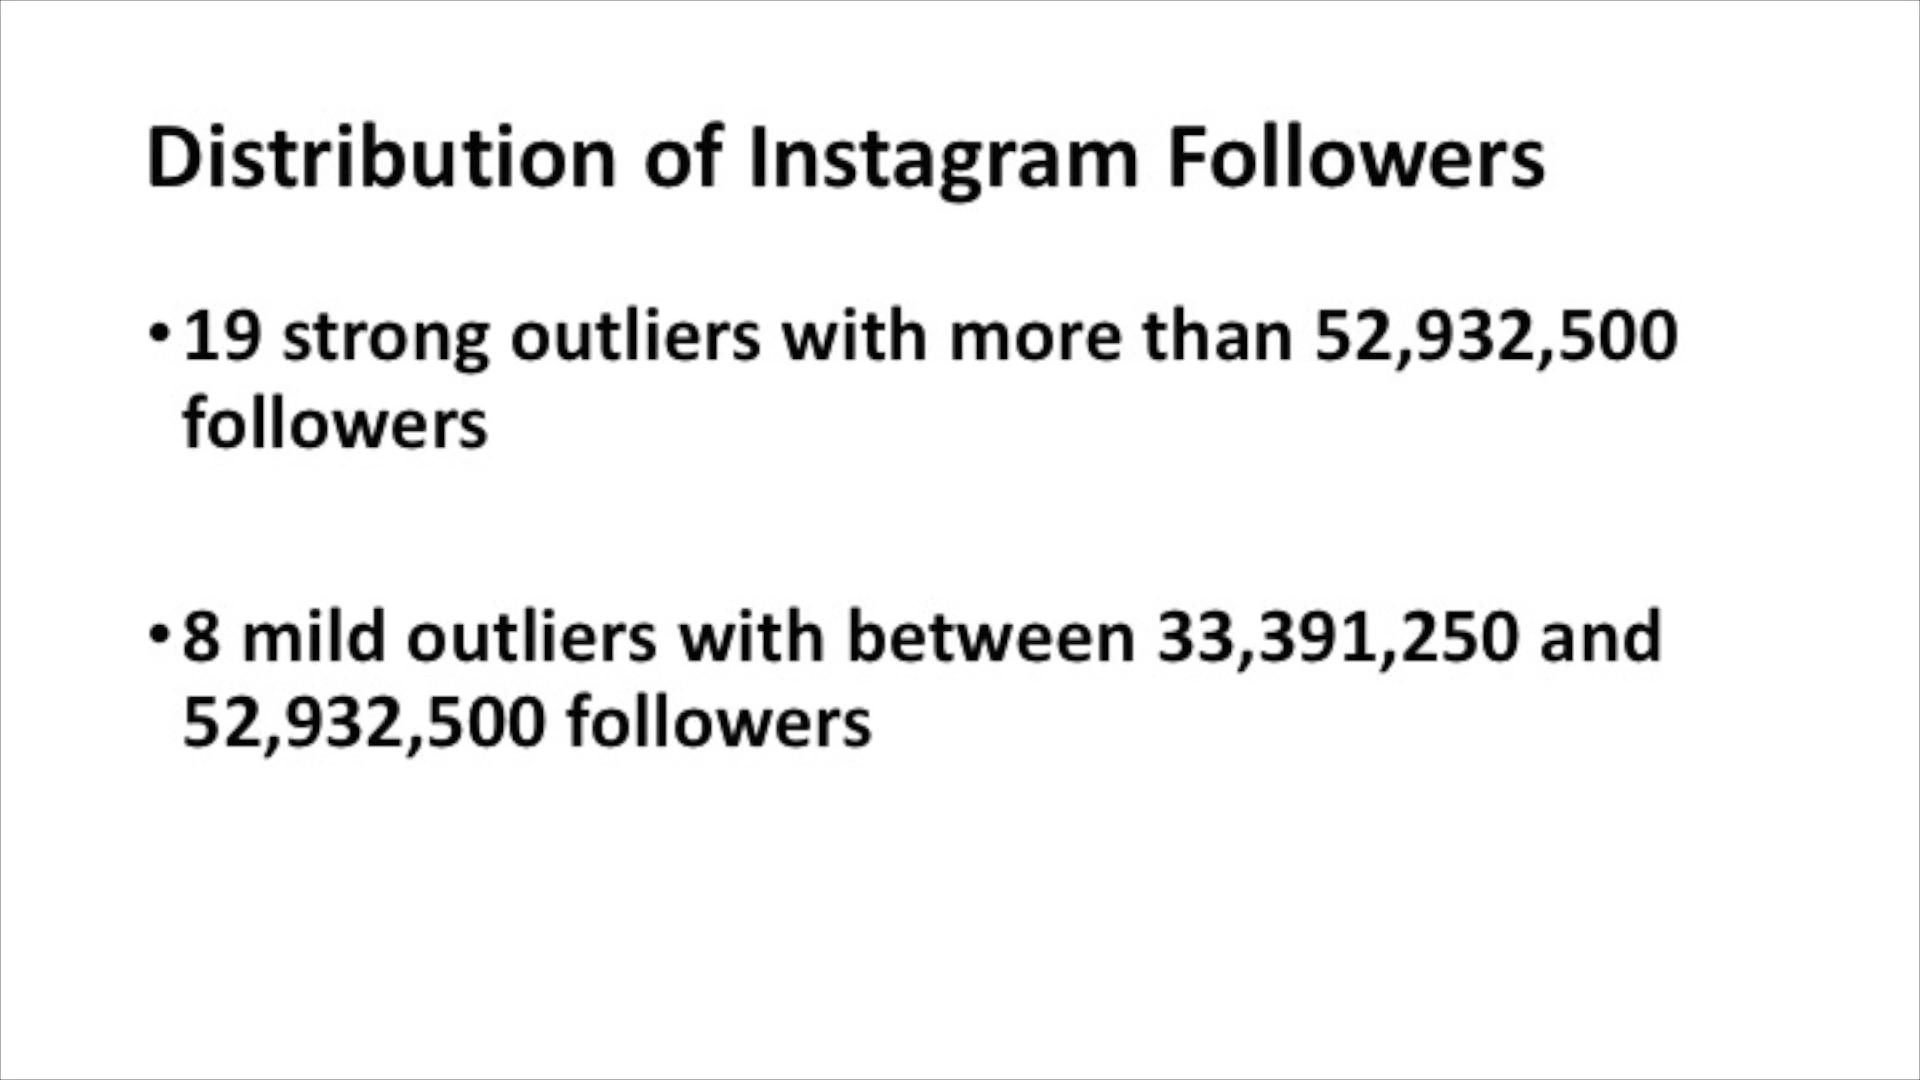 Distribution of Instagram Followers
•19 strong outliers with more than 52,932,500
followers
•8 mild outliers with between 33,391,250 and
52,932,500 followers